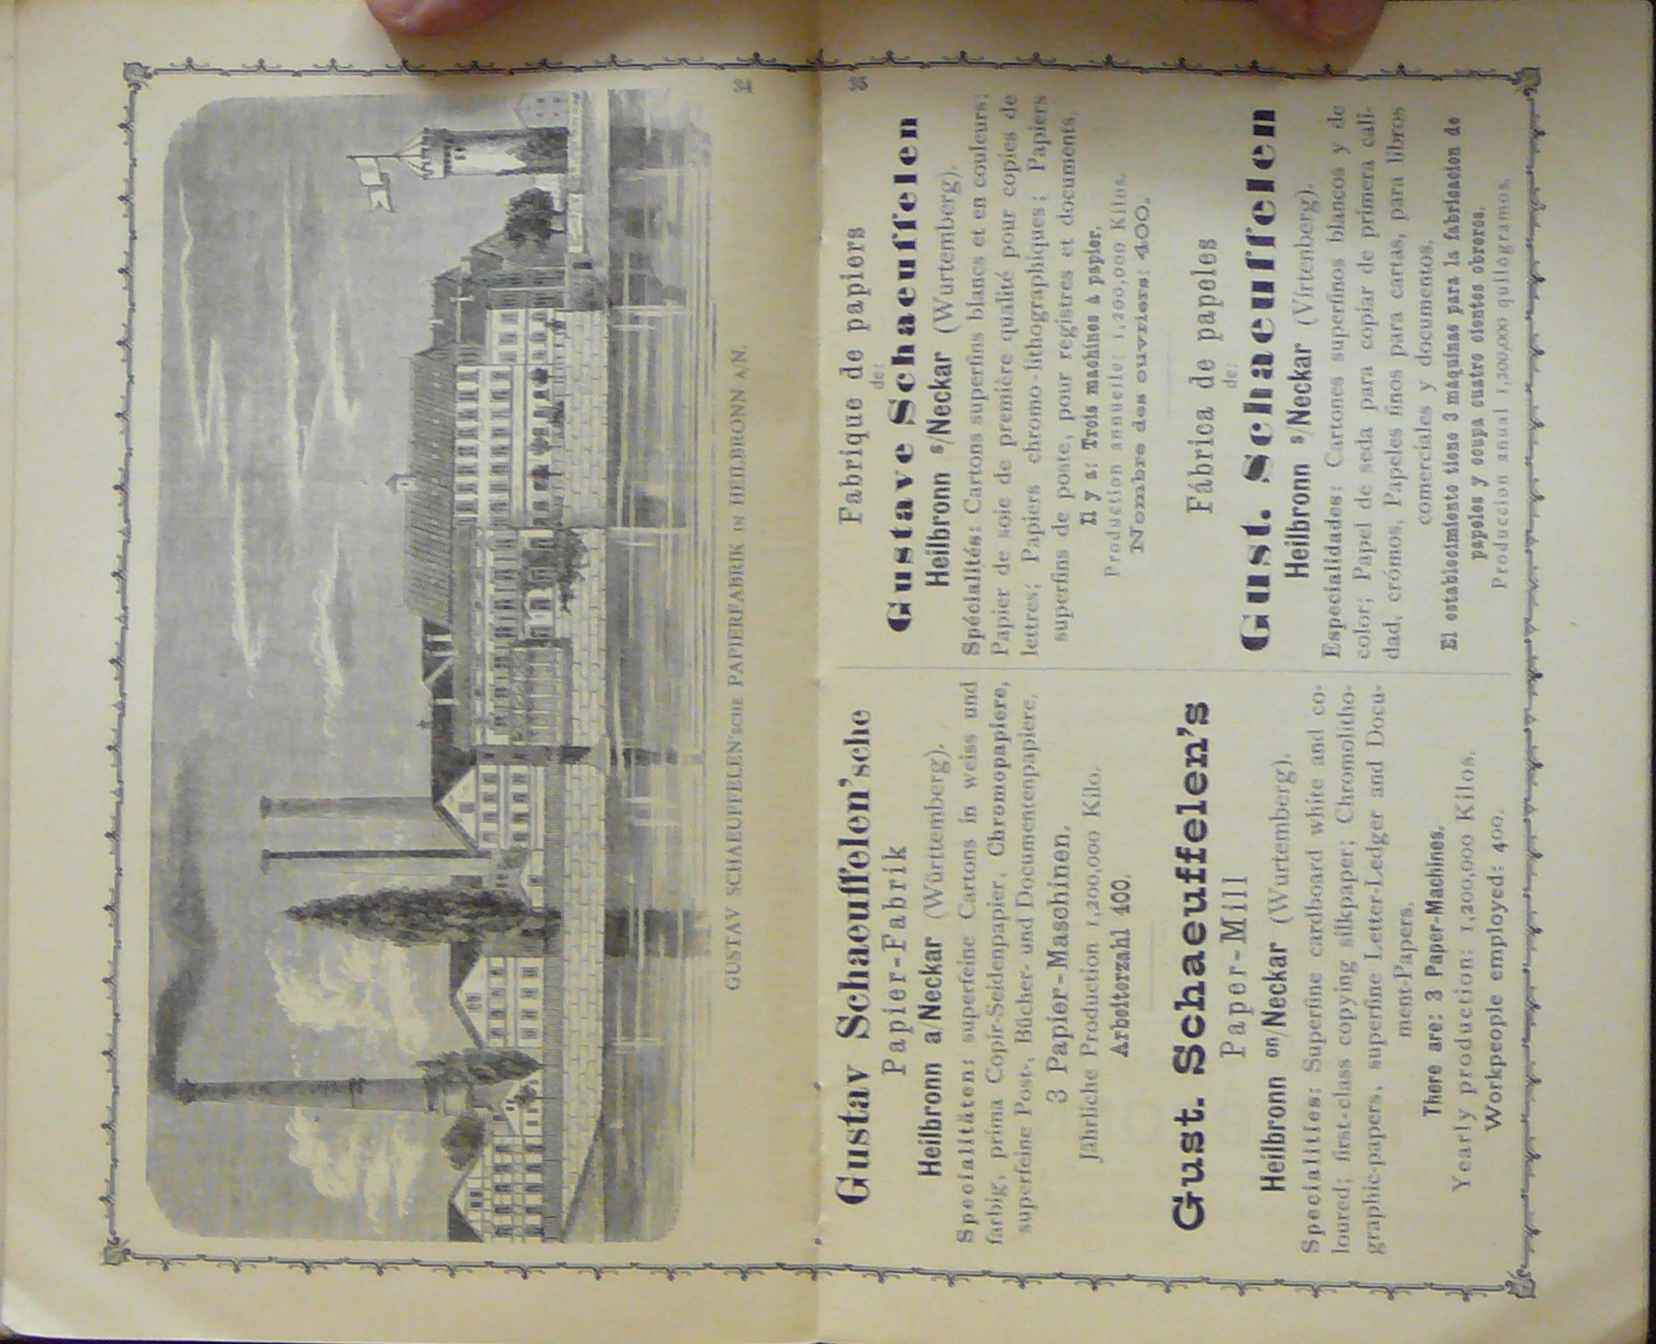 GUSTAV SCHAEUFFELEN'SCHE PAPIERFABRIK IN HEILBRONN A/N.
Gustav Schaeuffelen'sche
Papier-Fabrik
Heilbronn a/Neckar (Württemberg).
Specialitäten: superfeine Cartons in weiss und
farbig, prima Copir-Seidenpapier, Chromopapiere,
superfeine Post-, Bücher- und Documentenpapiere,
3 Papier-Maschinen.
Jährliche Production 1,200,000 Kilo.
Arbeiterzahl 400.
Gust. Schaeuffelen's
Paper-Mill
Heilbronn on/Neckar (Wurtemberg).
Specialities: Superfine cardboard white and co-
loured; first-class copying silkpaper; Chromolitho-
graphic-papers, superfine Letter-Ledger and Docu-
ment-Papers.
There are: 3 Paper-Machines.
Yearly production: 1,200,000 Kilos.
Workpeople employed: 400.
Fabrique de papiers
de:
Gustave Schaeuffelen
Heilbronn s/Neckar (Wurtemberg).
Spécialités: Cartons superfins blancs et en couleurs;
Papier de soie de première qualité pour copies de
lettres; Papiers chromo-lithographiques; Papiers
superfins de poste, pour registres et documents.
Il y a: Trois machines à papier.
Production annuelle: 1,200,000 Kilos.
Nombre des ouvriers: 400.
Fábrica de papeles
de:
Gust. Schaeuffelen
Heilbronn s/Neckar (Virtenberg).
Especialidades: Cartones superfinos blancos y de
color; Papel de seda para copiar de primera cali-
dad, crómos, Papeles finos para cartas, para libros
comerciales y documentos.
El establecimiento tiene 3 máquinas para la fabricacion de
papeles y ocupa cuatro cientos obreros.
Produccion anual 1,200,000 quilógramos.